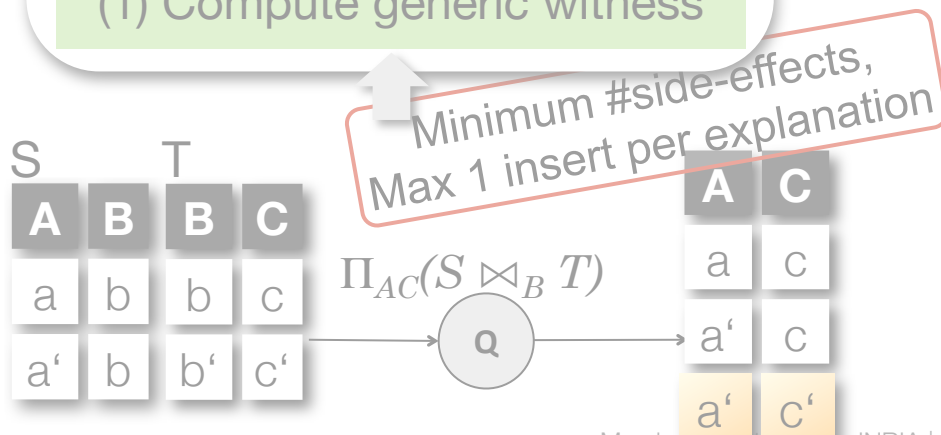 (1) Compute generic witness
Minimum #side-effects,
Max 1 insert per explanation
S T
A B B C
a b b c
a‘ b b‘ c‘
Π_AC(S ⋈_B T)
Q
A C
a c
a‘ c
a‘ c‘